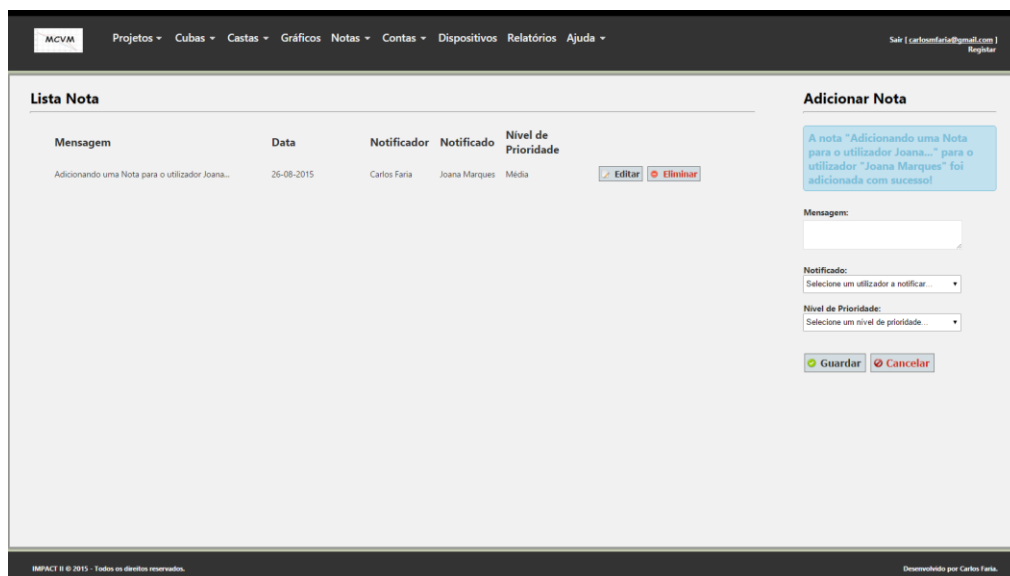 MCVM
Projetos Cubas Castas Gráficos Notas Contas Dispositivos Relatórios Ajuda
Sair [ carlosmfaria@gmail.com ]
Registar
Lista Nota
Mensagem Data Notificador Notificado Nível de Prioridade
Adicionando uma Nota para o utilizador Joana... 26-08-2015 Carlos Faria Joana Marques Média Editar Eliminar
Adicionar Nota
A nota "Adicionando uma Nota
para o utilizador Joana..." para o
utilizador "Joana Marques" foi
adicionada com sucesso!
Mensagem:
Notificado:
Selecione um utilizador a notificar...
Nível de Prioridade:
Selecione um nível de prioridade...
Guardar Cancelar
IMPACT II © 2015 - Todos os direitos reservados.
Desenvolvido por Carlos Faria.